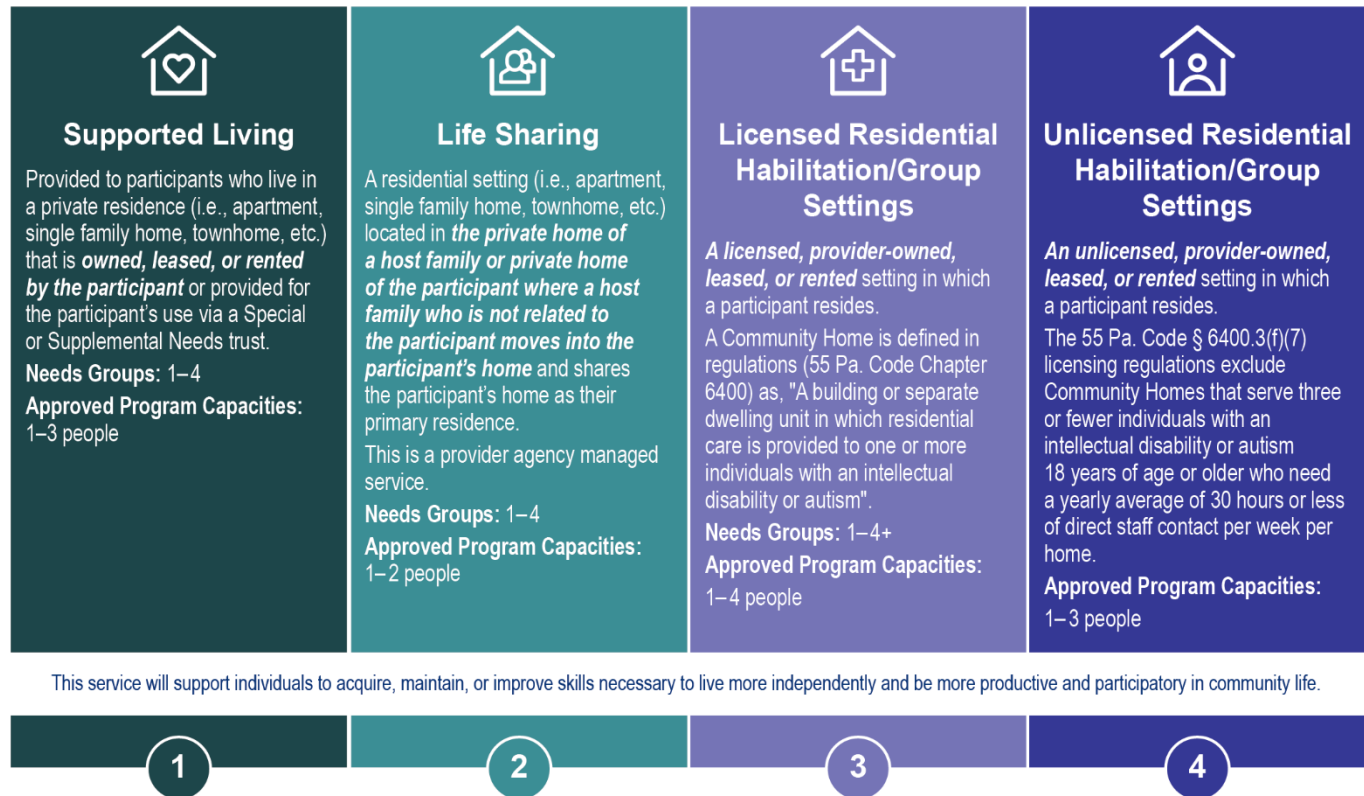 Supported Living
Provided to participants who live in
a private residence (i.e., apartment,
single family home, townhome, etc.)
that is owned, leased, or rented
by the participant or provided for
the participant's use via a Special
or Supplemental Needs trust.
Needs Groups: 1–4
Approved Program Capacities:
1–3 people
Life Sharing
A residential setting (i.e., apartment,
single family home, townhome, etc.)
located in the private home of
a host family or private home
of the participant where a host
family who is not related to
the participant moves into the
participant's home and shares
the participant's home as their
primary residence.
This is a provider agency managed
service.
Needs Groups: 1–4
Approved Program Capacities:
1–2 people
Licensed Residential
Habilitation/Group
Settings
A licensed, provider-owned,
leased, or rented setting in which
a participant resides.
A Community Home is defined in
regulations (55 Pa. Code Chapter
6400) as, "A building or separate
dwelling unit in which residential
care is provided to one or more
individuals with an intellectual
disability or autism".
Needs Groups: 1–4+
Approved Program Capacities:
1–4 people
Unlicensed Residential
Habilitation/Group
Settings
An unlicensed, provider-owned,
leased, or rented setting in which
a participant resides.
The 55 Pa. Code § 6400.3(f)(7)
licensing regulations exclude
Community Homes that serve three
or fewer individuals with an
intellectual disability or autism
18 years of age or older who need
a yearly average of 30 hours or less
of direct staff contact per week per
home.
Approved Program Capacities:
1–3 people
This service will support individuals to acquire, maintain, or improve skills necessary to live more independently and be more productive and participatory in community life.
1
2
3
4